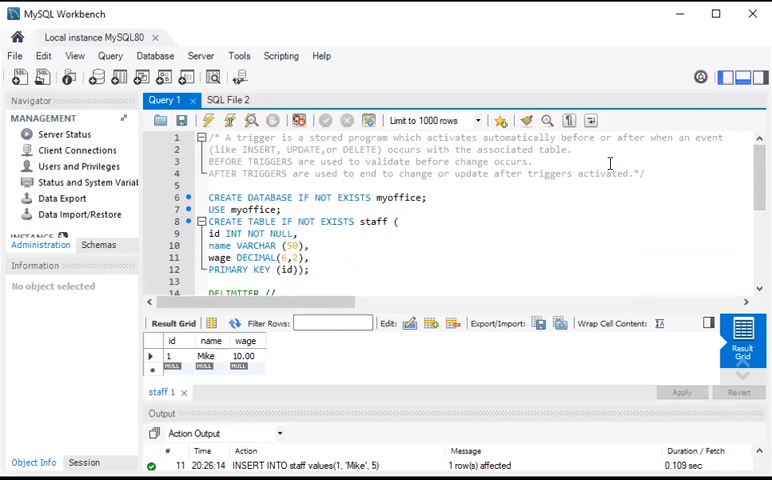 MySQL Workbench
Local instance MySQL80
File Edit View Query Database Server Tools Scripting Help
Navigator
MANAGEMENT
Server Status
Client Connections
Users and Privileges
Status and System Variab
Data Export
Data Import/Restore
Administration Schemas
Information
No object selected
Object Info Session
Query 1 SQL File 2
Limit to 1000 rows
1 /* A trigger is a stored program which activates automatically before or after when an event
2 (like INSERT, UPDATE,or DELETE) occurs with the associated table.
3 BEFORE TRIGGERS are used to validate before change occurs.
4 AFTER TRIGGERS are used to end to change or update after triggers activated.*/
5
6 CREATE DATABASE IF NOT EXISTS myoffice;
7 USE myoffice;
8 CREATE TABLE IF NOT EXISTS staff (
9 id INT NOT NULL,
10 name VARCHAR (50),
11 wage DECIMAL(6,2),
12 PRIMARY KEY (id));
13
14 DELIMITER //
Result Grid Filter Rows: Edit: Export/Import: Wrap Cell Content:
id name wage
1 Mike 10.00
NULL NULL NULL
Result Grid
staff 1
Apply Revert
Output
Action Output
# Time Action Message Duration / Fetch
11 20:26:14 INSERT INTO staff values(1, 'Mike', 5) 1 row(s) affected 0.109 sec